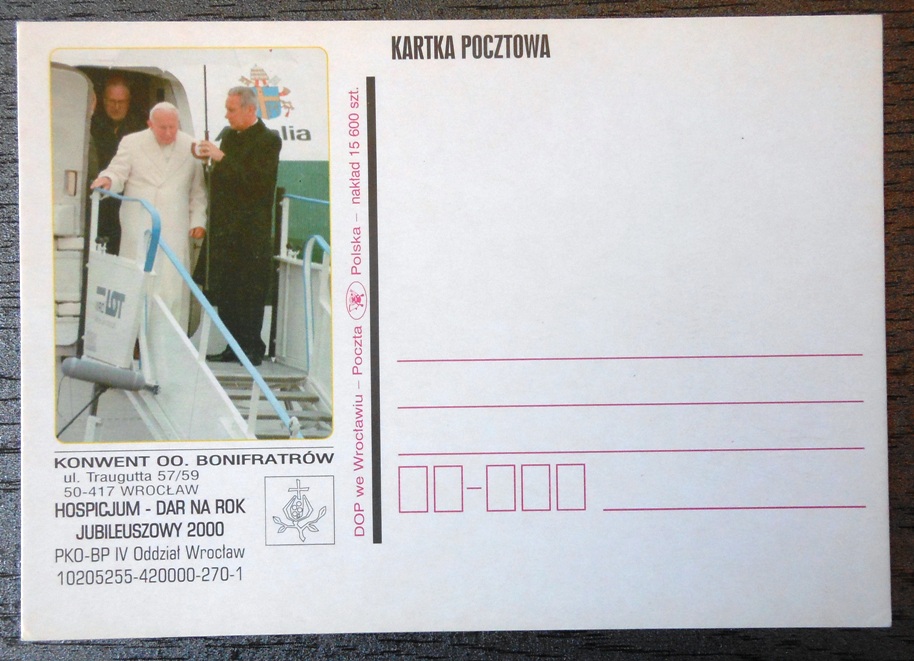 KARTKA POCZTOWA
alia
LOT
DOP we Wrocławiu – Poczta Polska – nakład 15 600 szt.
KONWENT OO. BONIFRATRÓW
ul. Traugutta 57/59
50-417 WROCŁAW
HOSPICJUM - DAR NA ROK
JUBILEUSZOWY 2000
PKO-BP IV Oddział Wrocław
10205255-420000-270-1